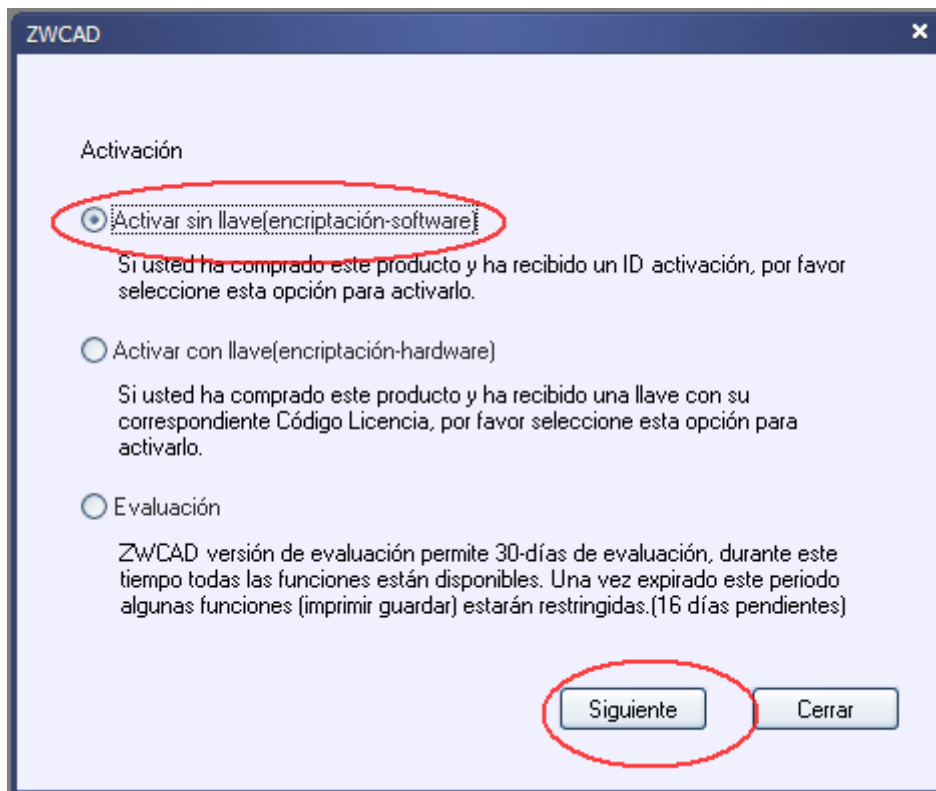 ZWCAD
Activación
Activar sin llave(encriptación-software)
Si usted ha comprado este producto y ha recibido un ID activación, por favor
seleccione esta opción para activarlo.
Activar con llave(encriptación-hardware)
Si usted ha comprado este producto y ha recibido una llave con su
correspondiente Código Licencia, por favor seleccione esta opción para
activarlo.
Evaluación
ZWCAD versión de evaluación permite 30-días de evaluación, durante este
tiempo todas las funciones están disponibles. Una vez expirado este periodo
algunas funciones (imprimir guardar) estarán restringidas.(16 días pendientes)
Siguiente
Cerrar